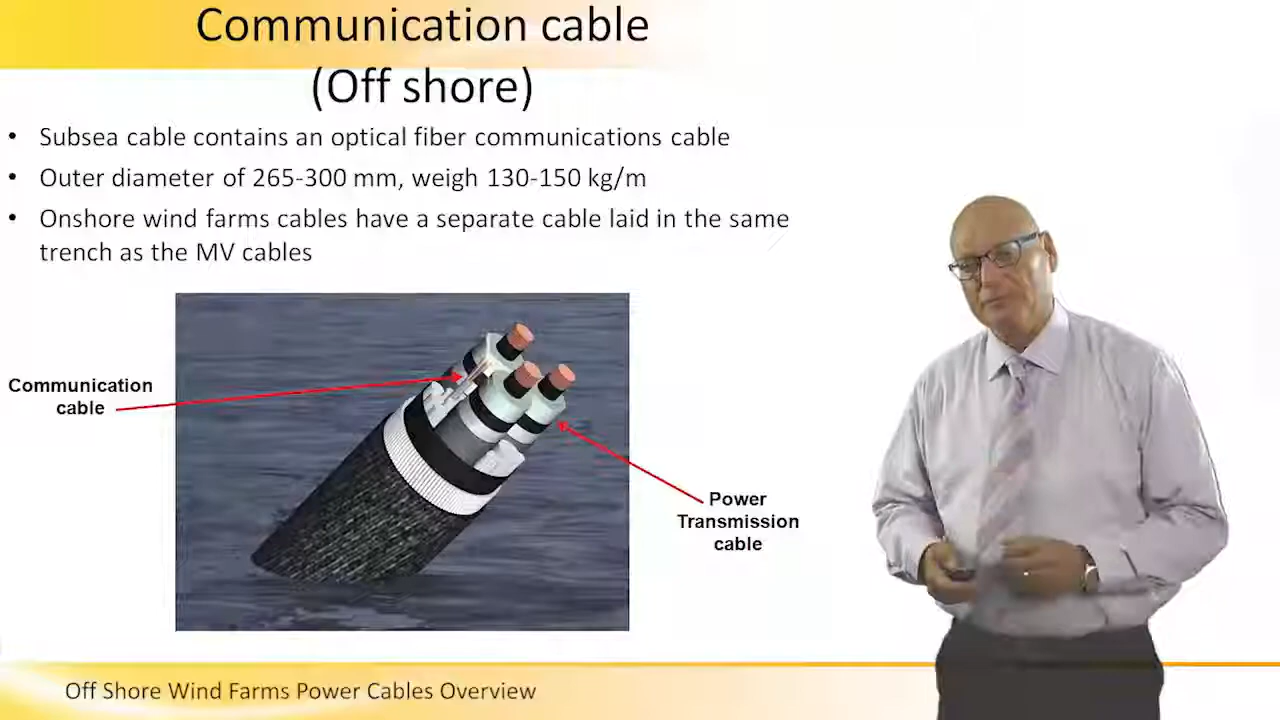 Communication cable
(Off shore)
• Subsea cable contains an optical fiber communications cable
• Outer diameter of 265-300 mm, weigh 130-150 kg/m
• Onshore wind farms cables have a separate cable laid in the same
trench as the MV cables
Communication
cable
Power
Transmission
cable
Off Shore Wind Farms Power Cables Overview